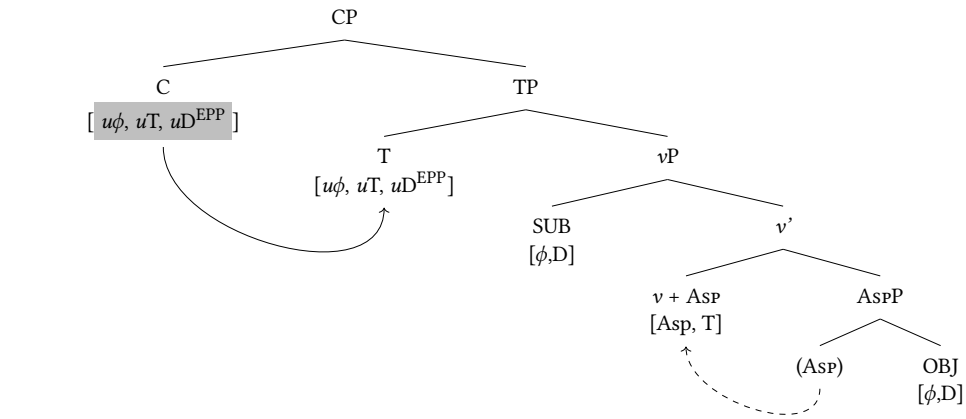 CP
C TP
[ uϕ, uT, uD^EPP ]
T vP
[uϕ, uT, uD^EPP]
SUB v’
[ϕ,D]
v + Asp AspP
[Asp, T]
(Asp) OBJ
[ϕ,D]